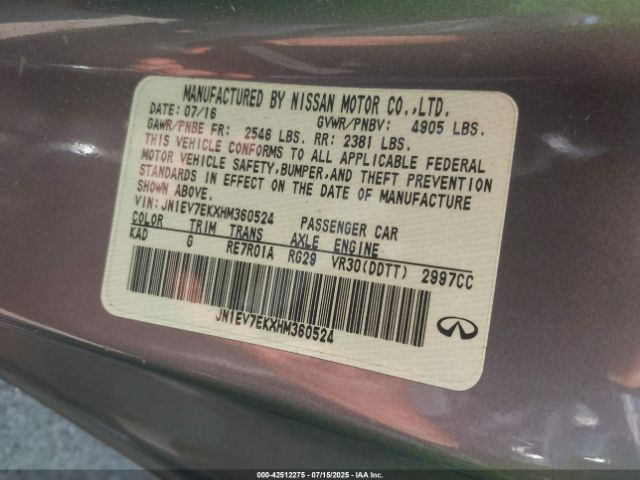 MANUFACTURED BY NISSAN MOTOR CO.,LTD.
DATE: 07/16 GVWR/PNBV: 4905 LBS.
GAWR/PNBE FR: 2546 LBS. RR: 2381 LBS.
THIS VEHICLE CONFORMS TO ALL APPLICABLE FEDERAL
MOTOR VEHICLE SAFETY,BUMPER,AND THEFT PREVENTION
STANDARDS IN EFFECT ON THE DATE OF MANUFACTURE
SHOWN ABOVE.
VIN: JN1EV7EKXHM360524 PASSENGER CAR
COLOR TRIM TRANS AXLE ENGINE
KAD G RE7R01A RG29 VR30(DDTT) 2997CC
JN1EV7EKXHM360524
000-42512275 - 07/15/2025 - IAA Inc.